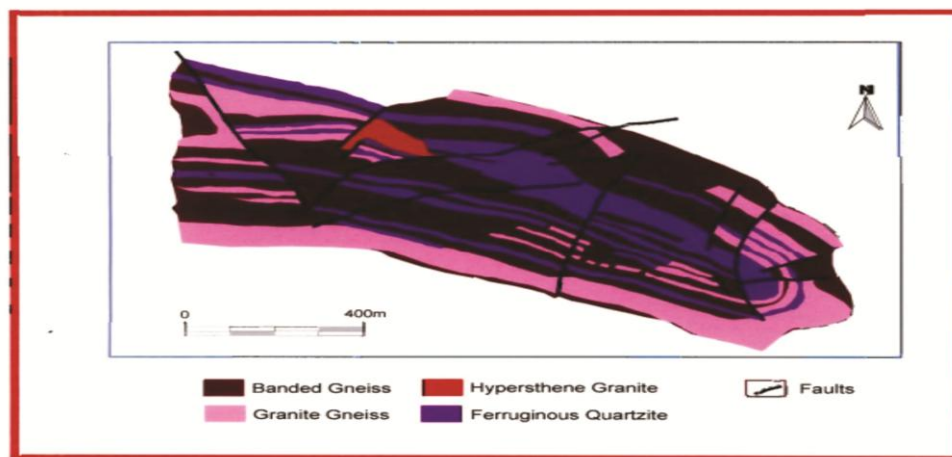 N
0 400m
Banded Gneiss Hypersthene Granite Faults
Granite Gneiss Ferruginous Quartzite